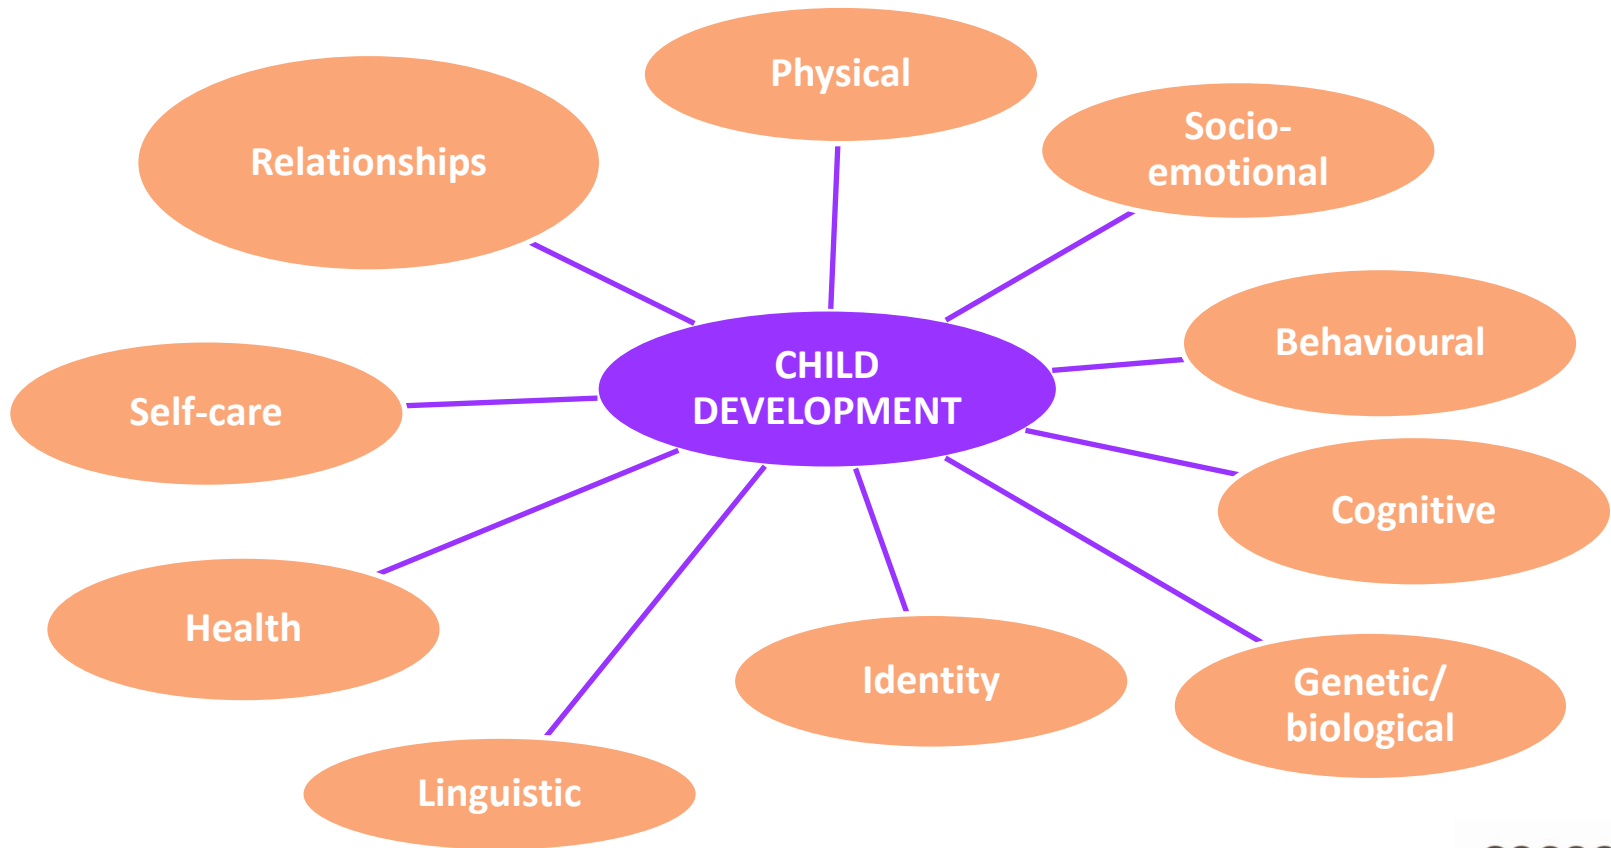 Physical
Socio-
emotional
Relationships
Behavioural
CHILD
DEVELOPMENT
Self-care
Cognitive
Health
Identity
Genetic/
biological
Linguistic